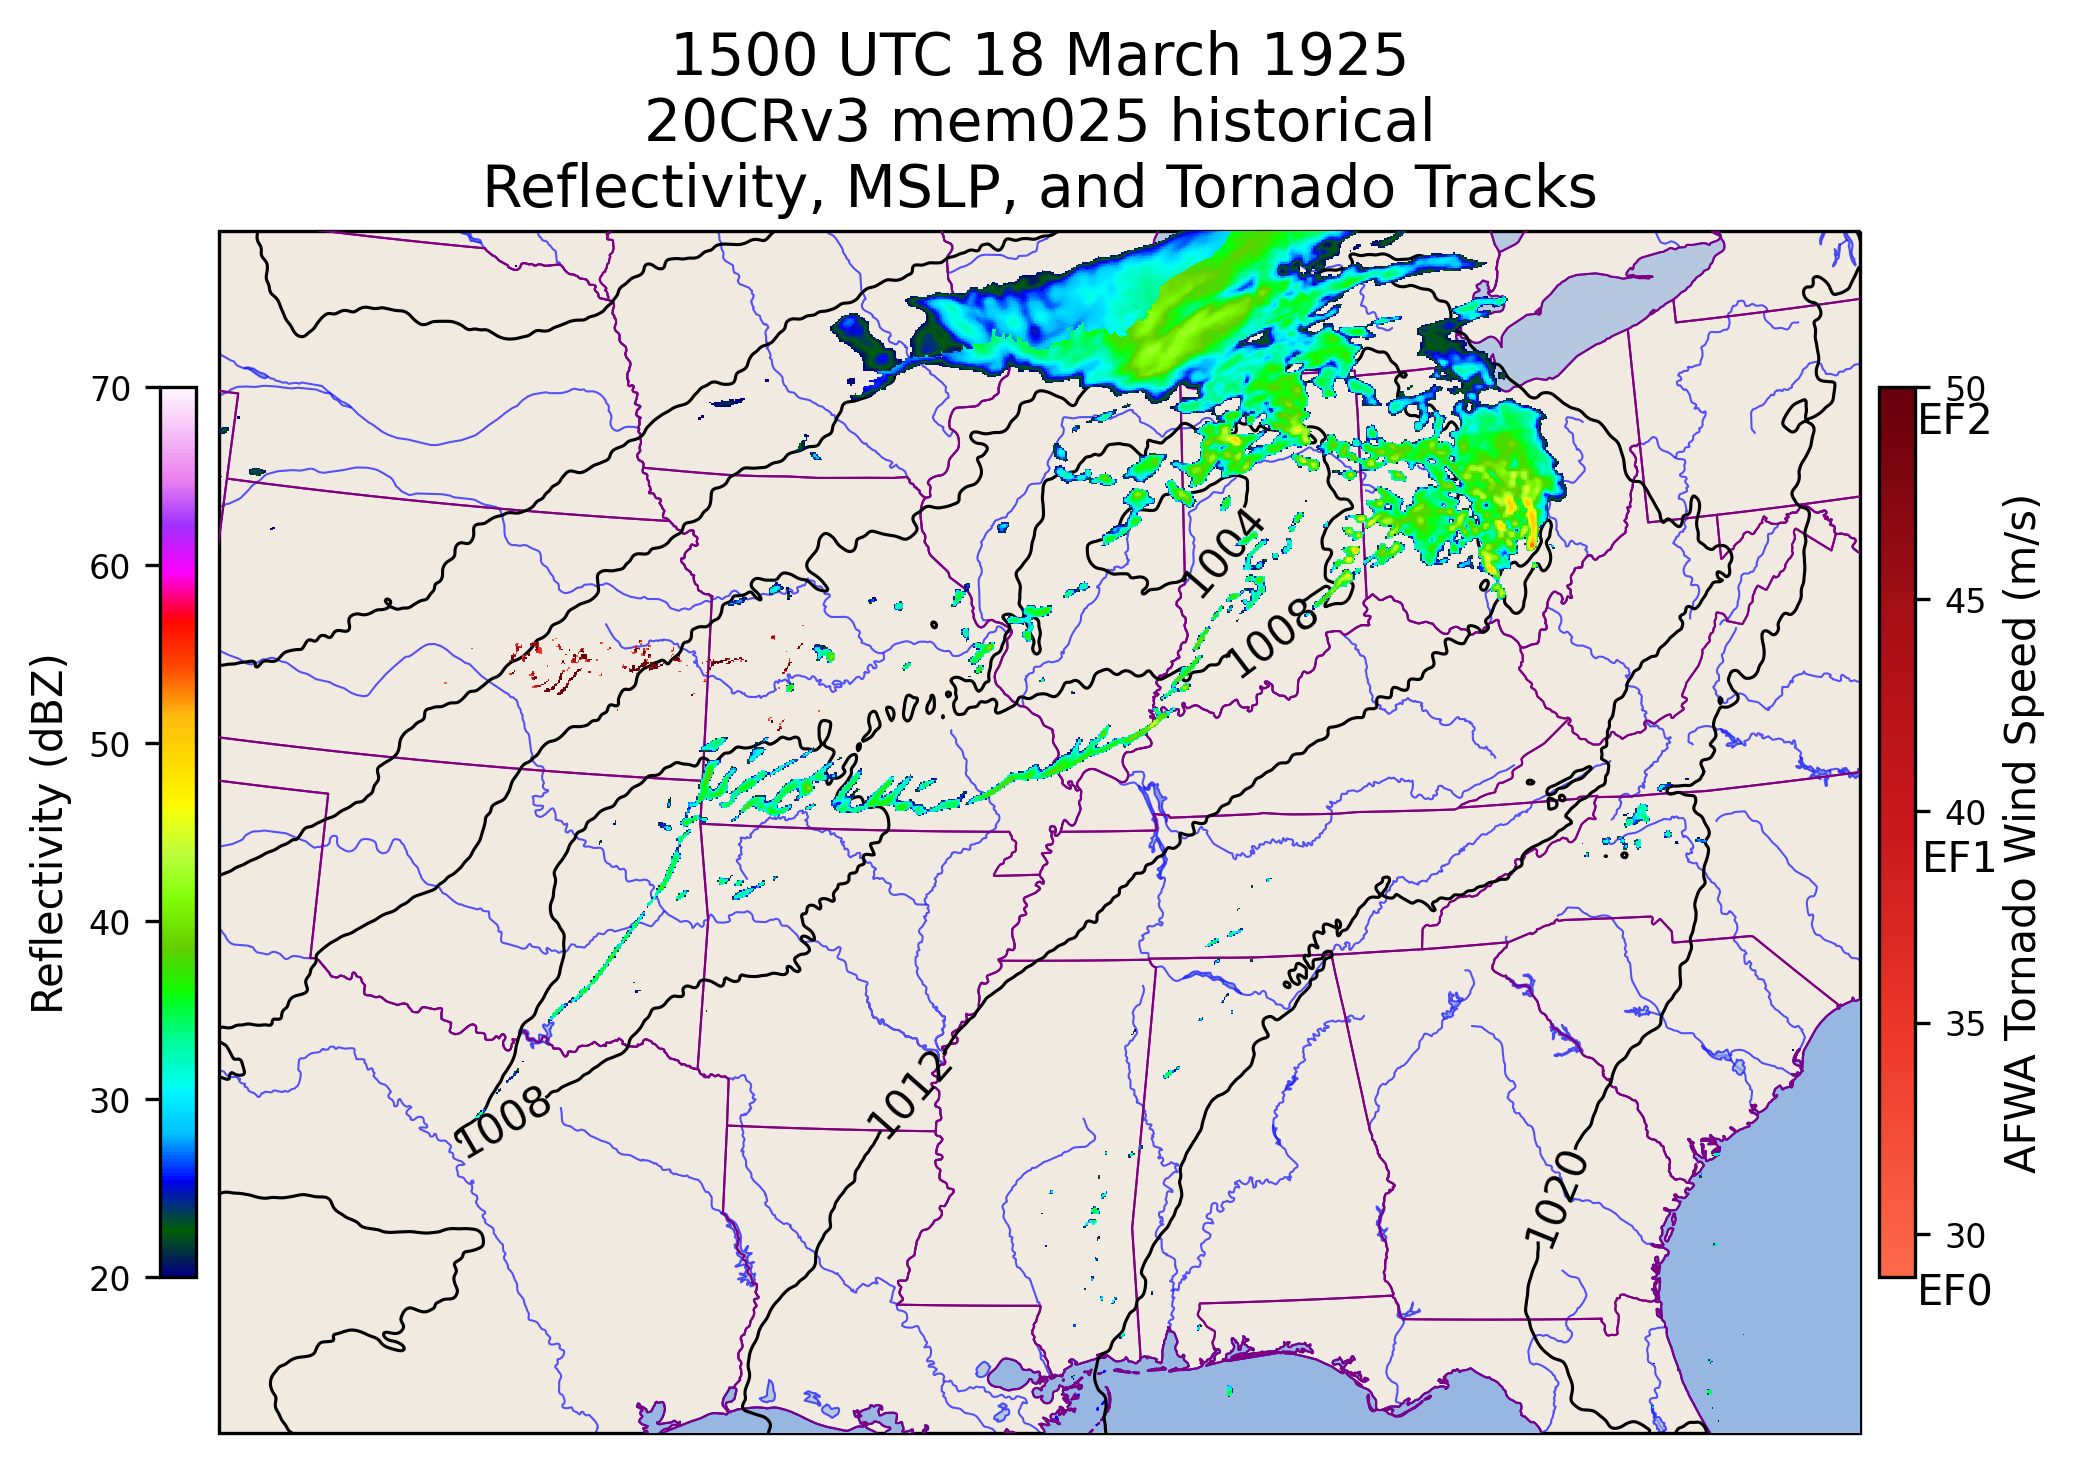 1500 UTC 18 March 1925
20CRv3 mem025 historical
Reflectivity, MSLP, and Tornado Tracks
Reflectivity (dBZ)
70
60
50
40
30
20
1004
1008
1008
1012
1020
50
EF2
45
40
EF1
35
30
EF0
AFWA Tornado Wind Speed (m/s)